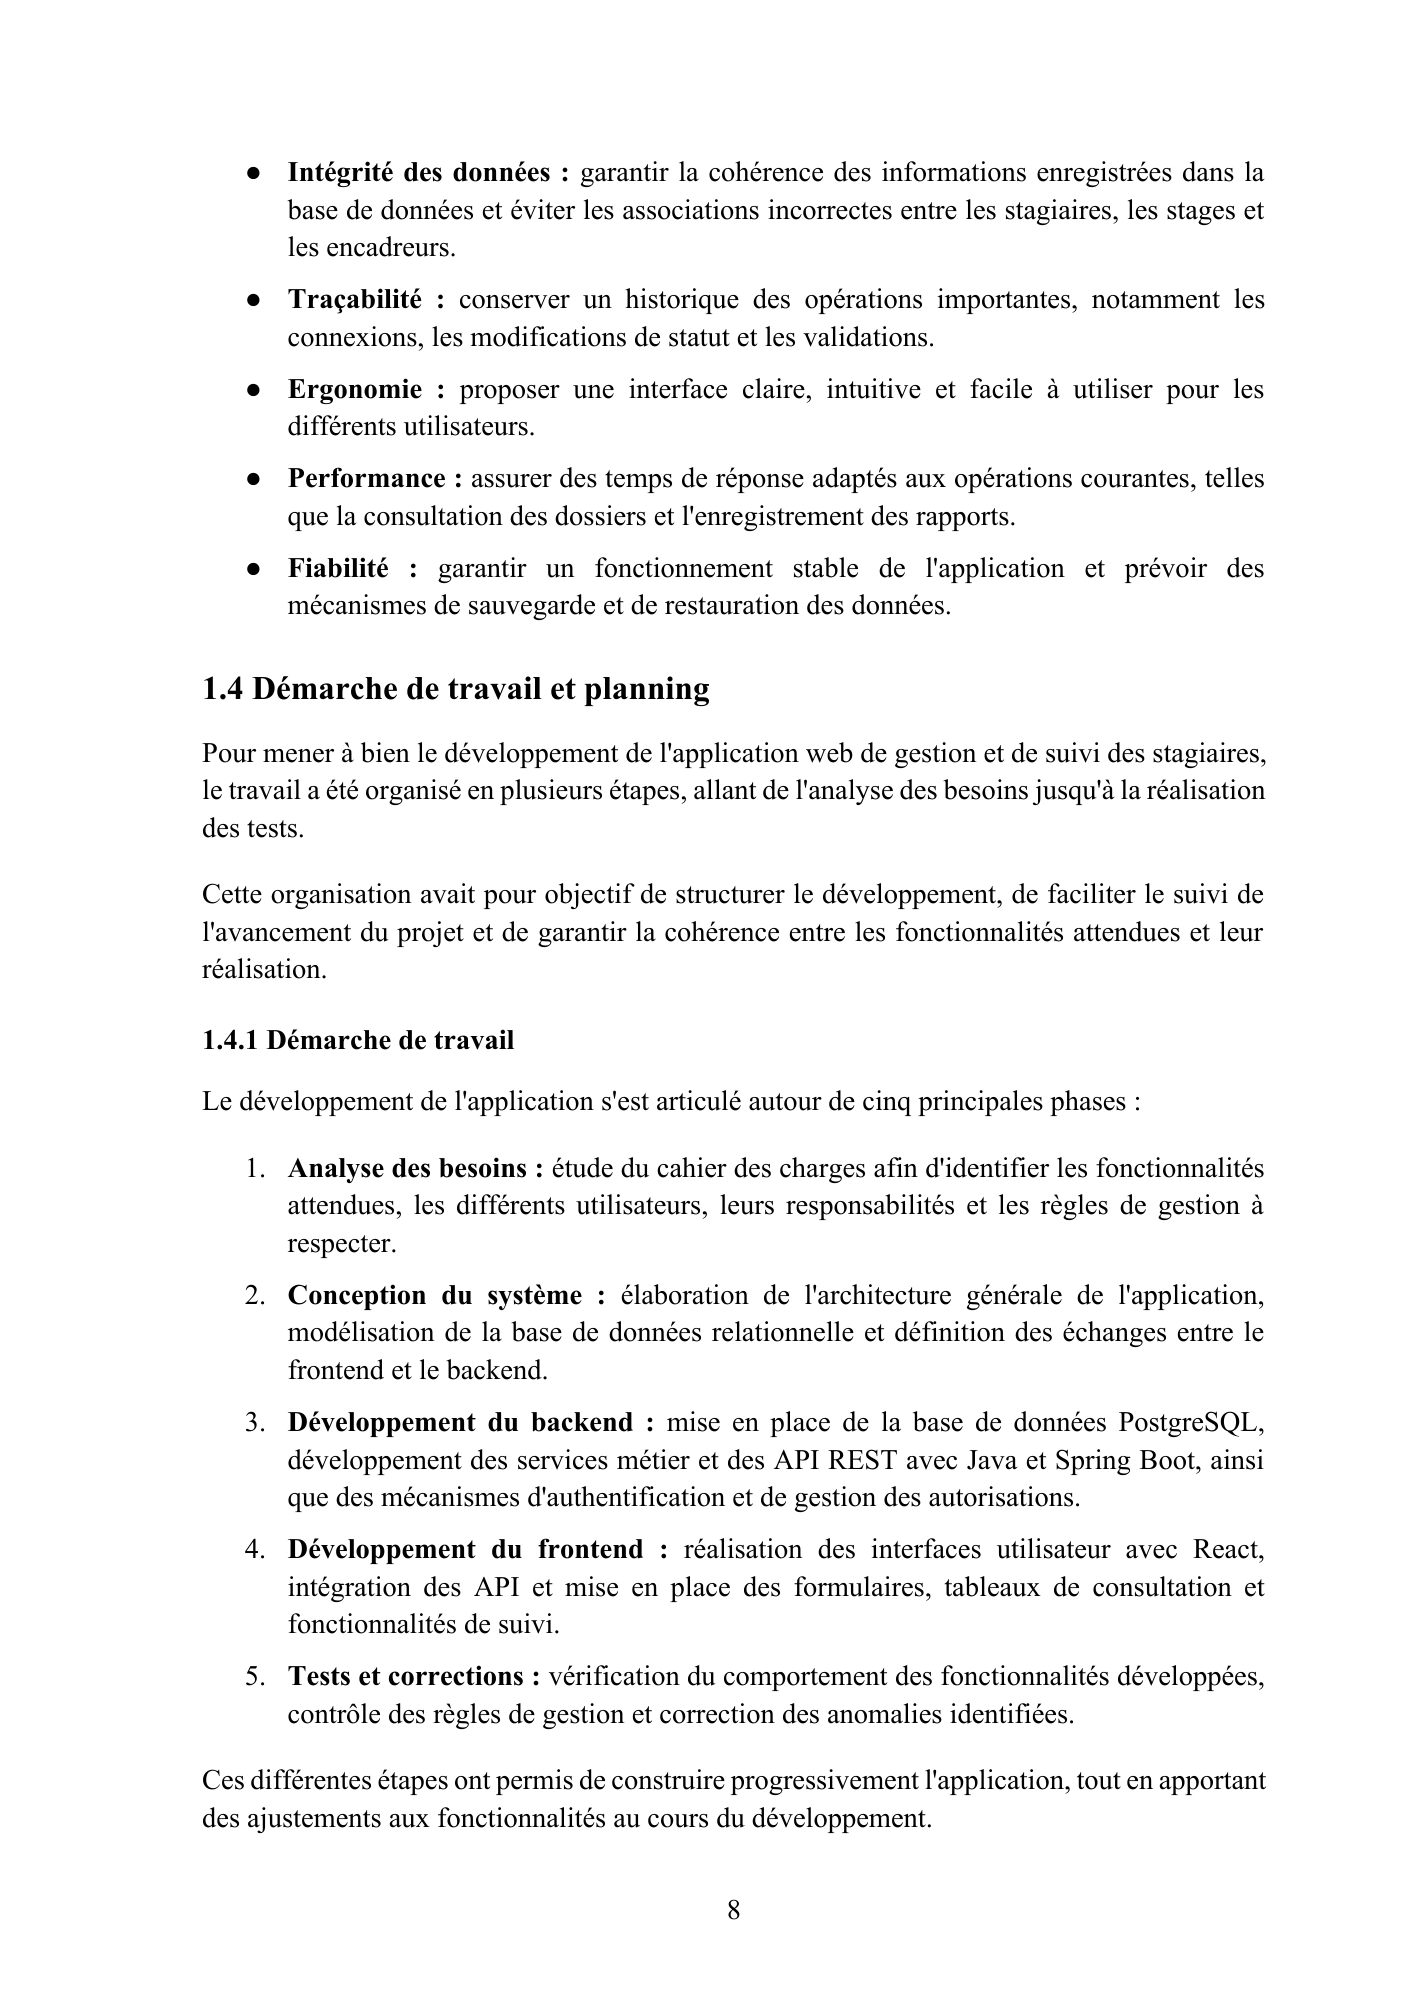 ● Intégrité des données : garantir la cohérence des informations enregistrées dans la
base de données et éviter les associations incorrectes entre les stagiaires, les stages et
les encadreurs.
● Traçabilité : conserver un historique des opérations importantes, notamment les
connexions, les modifications de statut et les validations.
● Ergonomie : proposer une interface claire, intuitive et facile à utiliser pour les
différents utilisateurs.
● Performance : assurer des temps de réponse adaptés aux opérations courantes, telles
que la consultation des dossiers et l'enregistrement des rapports.
● Fiabilité : garantir un fonctionnement stable de l'application et prévoir des
mécanismes de sauvegarde et de restauration des données.
1.4 Démarche de travail et planning
Pour mener à bien le développement de l'application web de gestion et de suivi des stagiaires,
le travail a été organisé en plusieurs étapes, allant de l'analyse des besoins jusqu'à la réalisation
des tests.
Cette organisation avait pour objectif de structurer le développement, de faciliter le suivi de
l'avancement du projet et de garantir la cohérence entre les fonctionnalités attendues et leur
réalisation.
1.4.1 Démarche de travail
Le développement de l'application s'est articulé autour de cinq principales phases :
1. Analyse des besoins : étude du cahier des charges afin d'identifier les fonctionnalités
attendues, les différents utilisateurs, leurs responsabilités et les règles de gestion à
respecter.
2. Conception du système : élaboration de l'architecture générale de l'application,
modélisation de la base de données relationnelle et définition des échanges entre le
frontend et le backend.
3. Développement du backend : mise en place de la base de données PostgreSQL,
développement des services métier et des API REST avec Java et Spring Boot, ainsi
que des mécanismes d'authentification et de gestion des autorisations.
4. Développement du frontend : réalisation des interfaces utilisateur avec React,
intégration des API et mise en place des formulaires, tableaux de consultation et
fonctionnalités de suivi.
5. Tests et corrections : vérification du comportement des fonctionnalités développées,
contrôle des règles de gestion et correction des anomalies identifiées.
Ces différentes étapes ont permis de construire progressivement l'application, tout en apportant
des ajustements aux fonctionnalités au cours du développement.
8